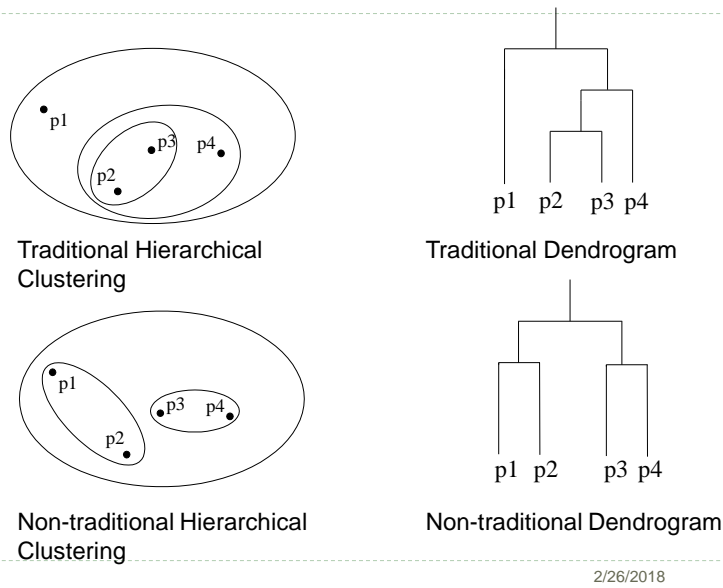 p1
p3
p4
p2
p1 p2 p3 p4
Traditional Hierarchical
Clustering
Traditional Dendrogram
p1
p3 p4
p2
p1 p2 p3 p4
Non-traditional Hierarchical
Clustering
Non-traditional Dendrogram
2/26/2018